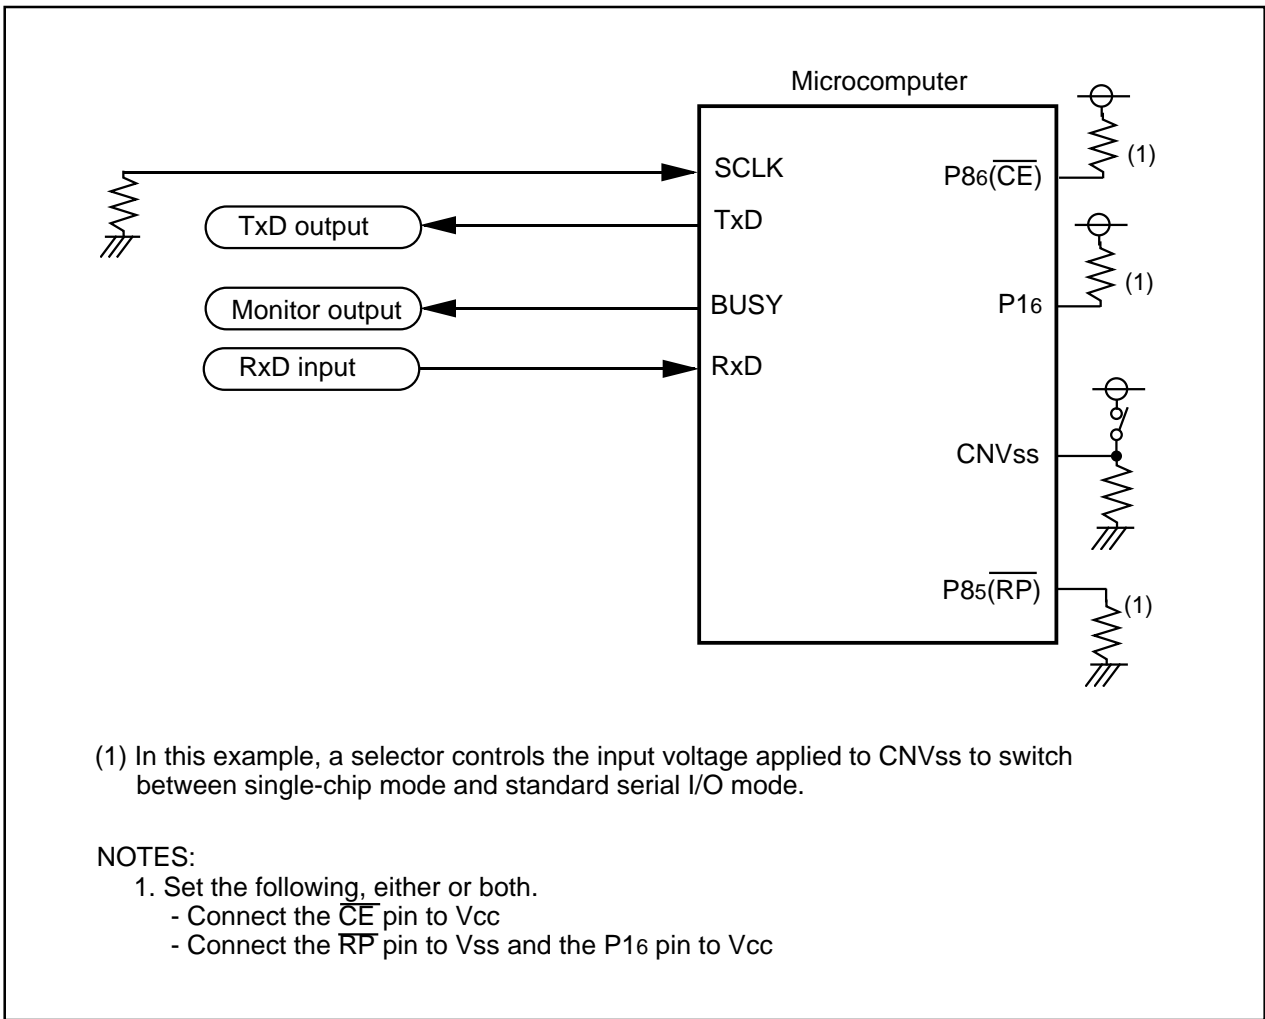 Microcomputer
SCLK
P86(CE)
(1)
TxD output
TxD
Monitor output
BUSY
P16
(1)
RxD input
RxD
CNVss
P85(RP)
(1)
(1) In this example, a selector controls the input voltage applied to CNVss to switch
between single-chip mode and standard serial I/O mode.
NOTES:
1. Set the following, either or both.
- Connect the CE pin to Vcc
- Connect the RP pin to Vss and the P16 pin to Vcc